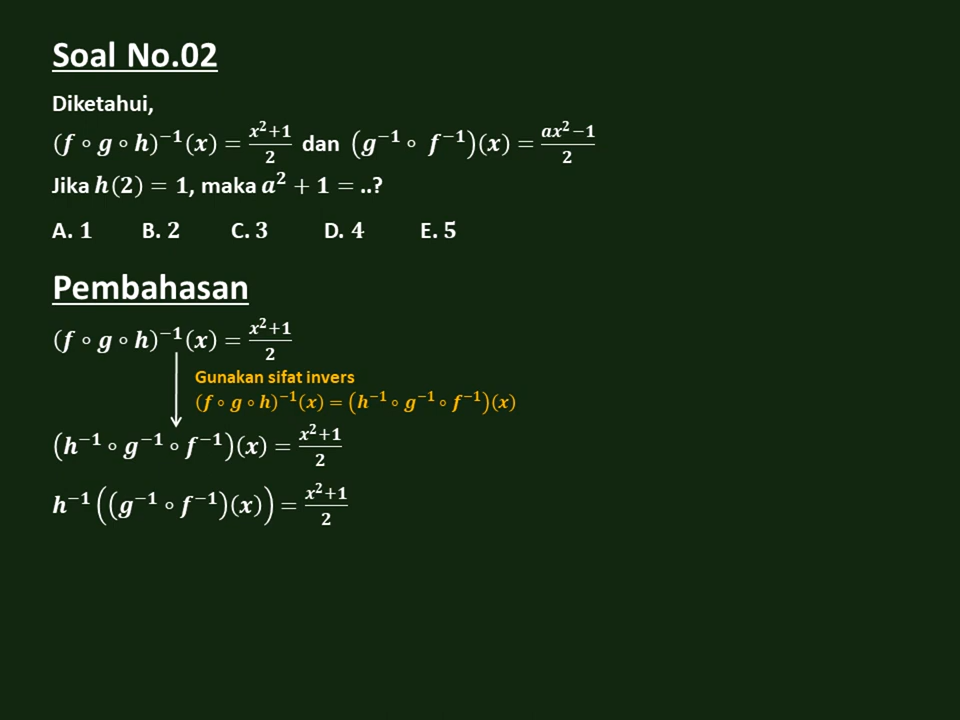 Soal No.02
Diketahui,
(f ∘ g ∘ h)⁻¹(x) = (x²+1)/2 dan (g⁻¹ ∘ f⁻¹)(x) = (ax²−1)/2
Jika h(2) = 1, maka a² + 1 = ..?
A. 1 B. 2 C. 3 D. 4 E. 5
Pembahasan
(f ∘ g ∘ h)⁻¹(x) = (x²+1)/2
Gunakan sifat invers
(f ∘ g ∘ h)⁻¹(x) = (h⁻¹ ∘ g⁻¹ ∘ f⁻¹)(x)
(h⁻¹ ∘ g⁻¹ ∘ f⁻¹)(x) = (x²+1)/2
h⁻¹((g⁻¹ ∘ f⁻¹)(x)) = (x²+1)/2